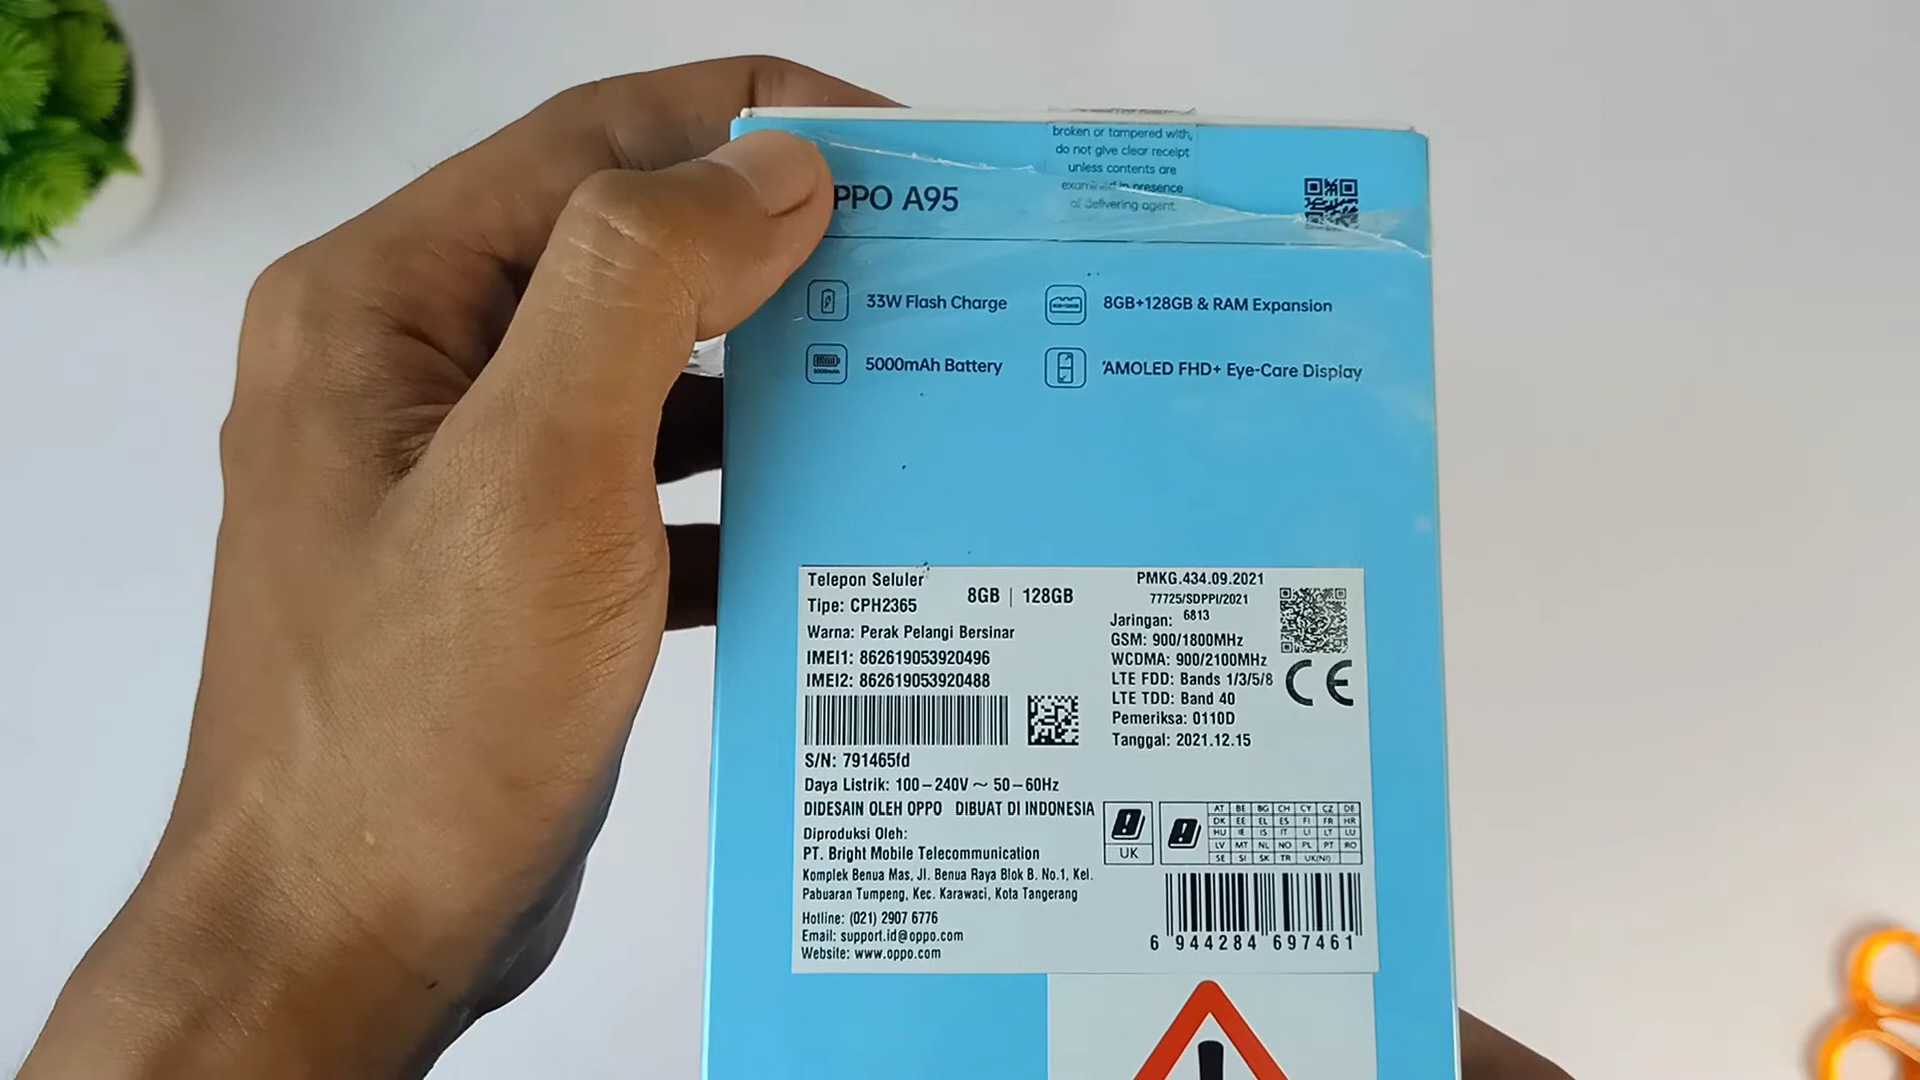 broken or tampered with,
do not give clear receipt
unless contents are
examined in presence
of delivering agent.
PPO A95
33W Flash Charge
8GB+128GB & RAM Expansion
5000mAh Battery
'AMOLED FHD+ Eye-Care Display
Telepon Seluler
8GB | 128GB
Tipe: CPH2365
Warna: Perak Pelangi Bersinar
IMEI1: 862619053920496
IMEI2: 862619053920488
S/N: 791465fd
Daya Listrik: 100–240V ~ 50–60Hz
DIDESAIN OLEH OPPO DIBUAT DI INDONESIA
Diproduksi Oleh:
PT. Bright Mobile Telecommunication
Komplek Benua Mas, Jl. Benua Raya Blok B. No.1, Kel.
Pabuaran Tumpeng, Kec. Karawaci, Kota Tangerang
Hotline: (021) 2907 6776
Email: support.id@oppo.com
Website: www.oppo.com
PMKG.434.09.2021
77725/SDPPI/2021
6813
Jaringan:
GSM: 900/1800MHz
WCDMA: 900/2100MHz
LTE FDD: Bands 1/3/5/8
LTE TDD: Band 40
Pemeriksa: 0110D
Tanggal: 2021.12.15
CE
UK
AT BE BG CH CY CZ DE
DK EE EL ES FI FR HR
HU IE IS IT LI LT LU
LV MT NL NO PL PT RO
SE SI SK TR UK(NI)
6 944284 697461